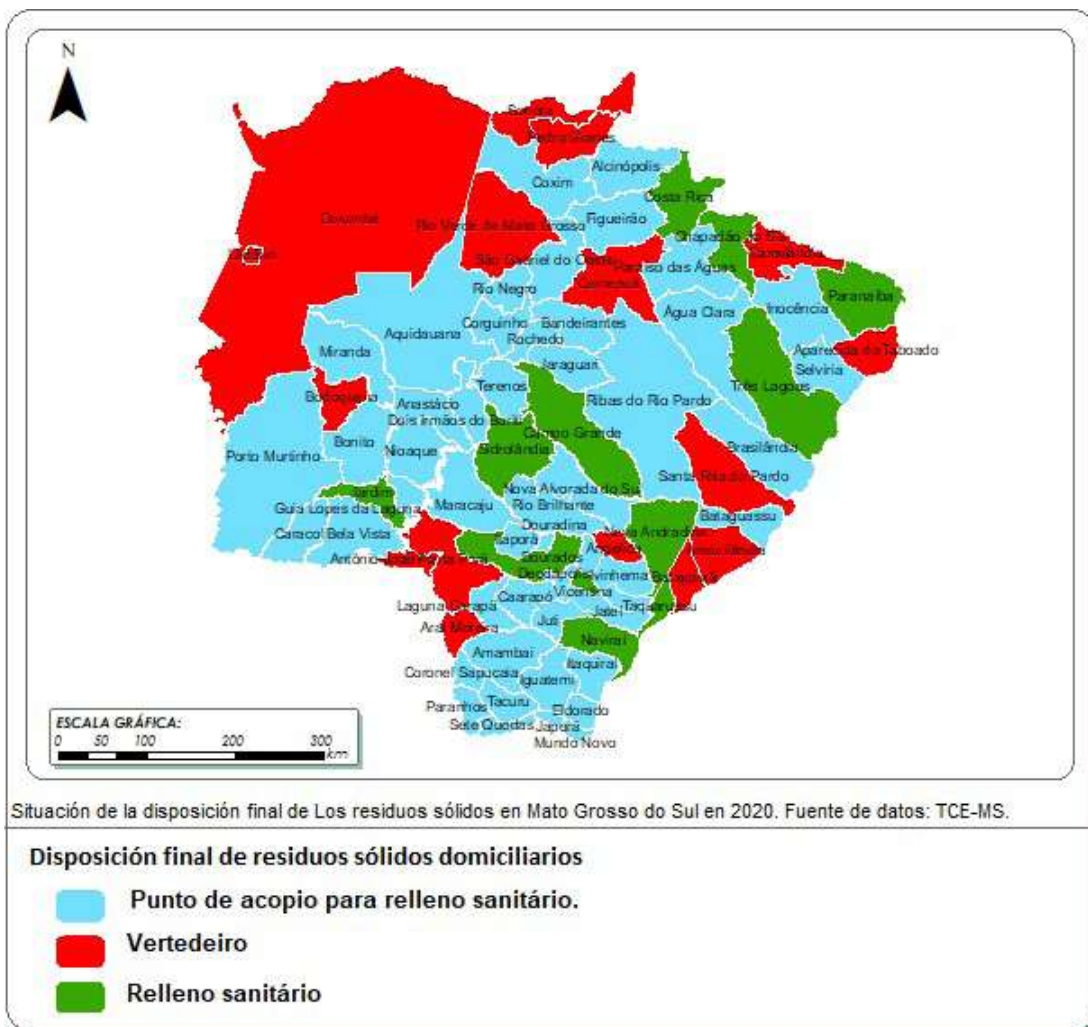 N
Sonora
Pedro Gomes
Alcinópolis
Coxim
Costa Rica
Corumbá
Rio Verde de Mato Grosso
Figueirão
Chapadão do Sul
São Gabriel do Oeste
Paraíso das Águas
Camapuã
Paranaíba
Rio Negro
Água Clara
Inocência
Aquidauana
Corguinho
Bandeirantes
Rochedo
Miranda
Jaraguari
Aparecida do Taboado
Selvíria
Terenos
Três Lagoas
Ribas do Rio Pardo
Bodoquena
Anastácio
Dois Irmãos do Buriti
Campo Grande
Bonito
Nioaque
Sidrolândia
Brasilândia
Porto Murtinho
Santa Rita do Pardo
Jardim
Nova Alvorada do Su
Guia Lopes da Laguna
Maracaju
Rio Brilhante
Bataguassu
Caracol
Bela Vista
Douradina
Nova Andradina
Itaporã
Angélica
Antônio João
Ponta Porã
Dourados
Deodápolis
Ivinhema
Vicentina
Caarapó
Laguna Carapã
Jateí
Taquarussu
Juti
Aral Moreira
Naviraí
Amambai
Itaquiraí
Coronel Sapucaia
Iguatemi
Paranhos
Tacuru
Eldorado
Sete Quedas
Japorã
Mundo Novo
ESCALA GRÁFICA:
0 50 100 200 300
km
Situación de la disposición final de Los residuos sólidos en Mato Grosso do Sul en 2020. Fuente de datos: TCE-MS.
Disposición final de residuos sólidos domiciliarios
Punto de acopio para relleno sanitário.
Vertedeiro
Relleno sanitário